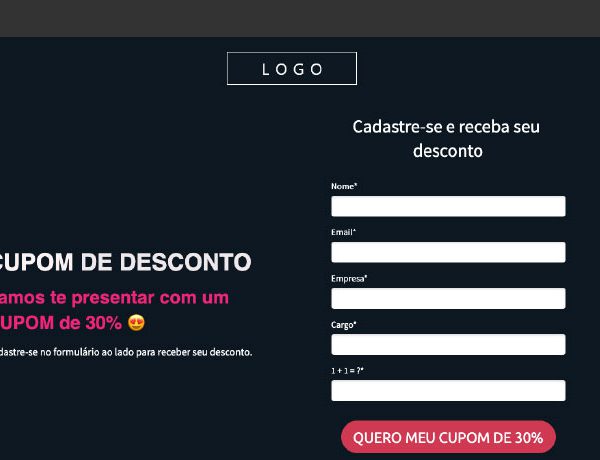 LOGO
Cadastre-se e receba seu
desconto
Nome*
Email*
Empresa*
Cargo*
1 + 1 = ?*
QUERO MEU CUPOM DE 30%
CUPOM DE DESCONTO
amos te presentar com um
UPOM de 30% 😍
dastre-se no formulário ao lado para receber seu desconto.